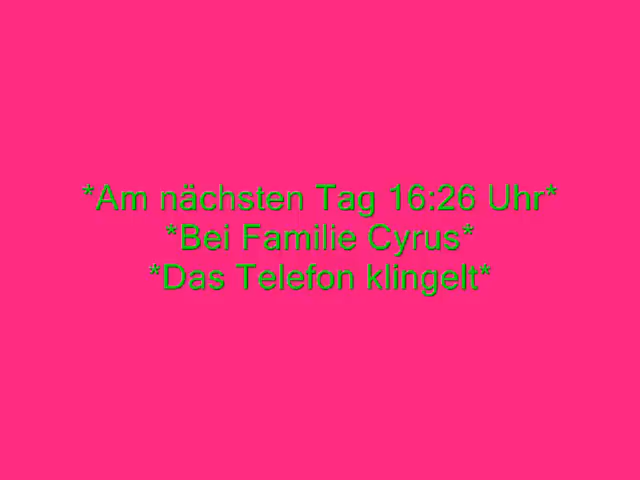 *Am nächsten Tag 16:26 Uhr*
*Bei Familie Cyrus*
*Das Telefon klingelt*